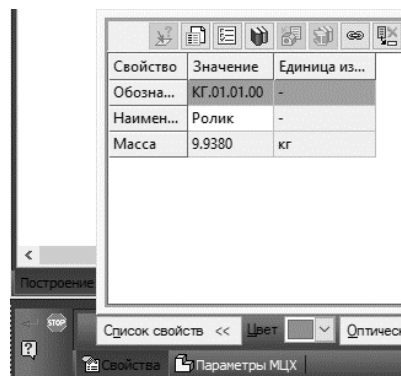 Свойство Значение Единица из...
Обозна... КГ.01.01.00 -
Наимен... Ролик -
Масса 9.9380 кг
<
Построение
STOP
Список свойств << Цвет Оптическ
?
Свойства Параметры МЦХ